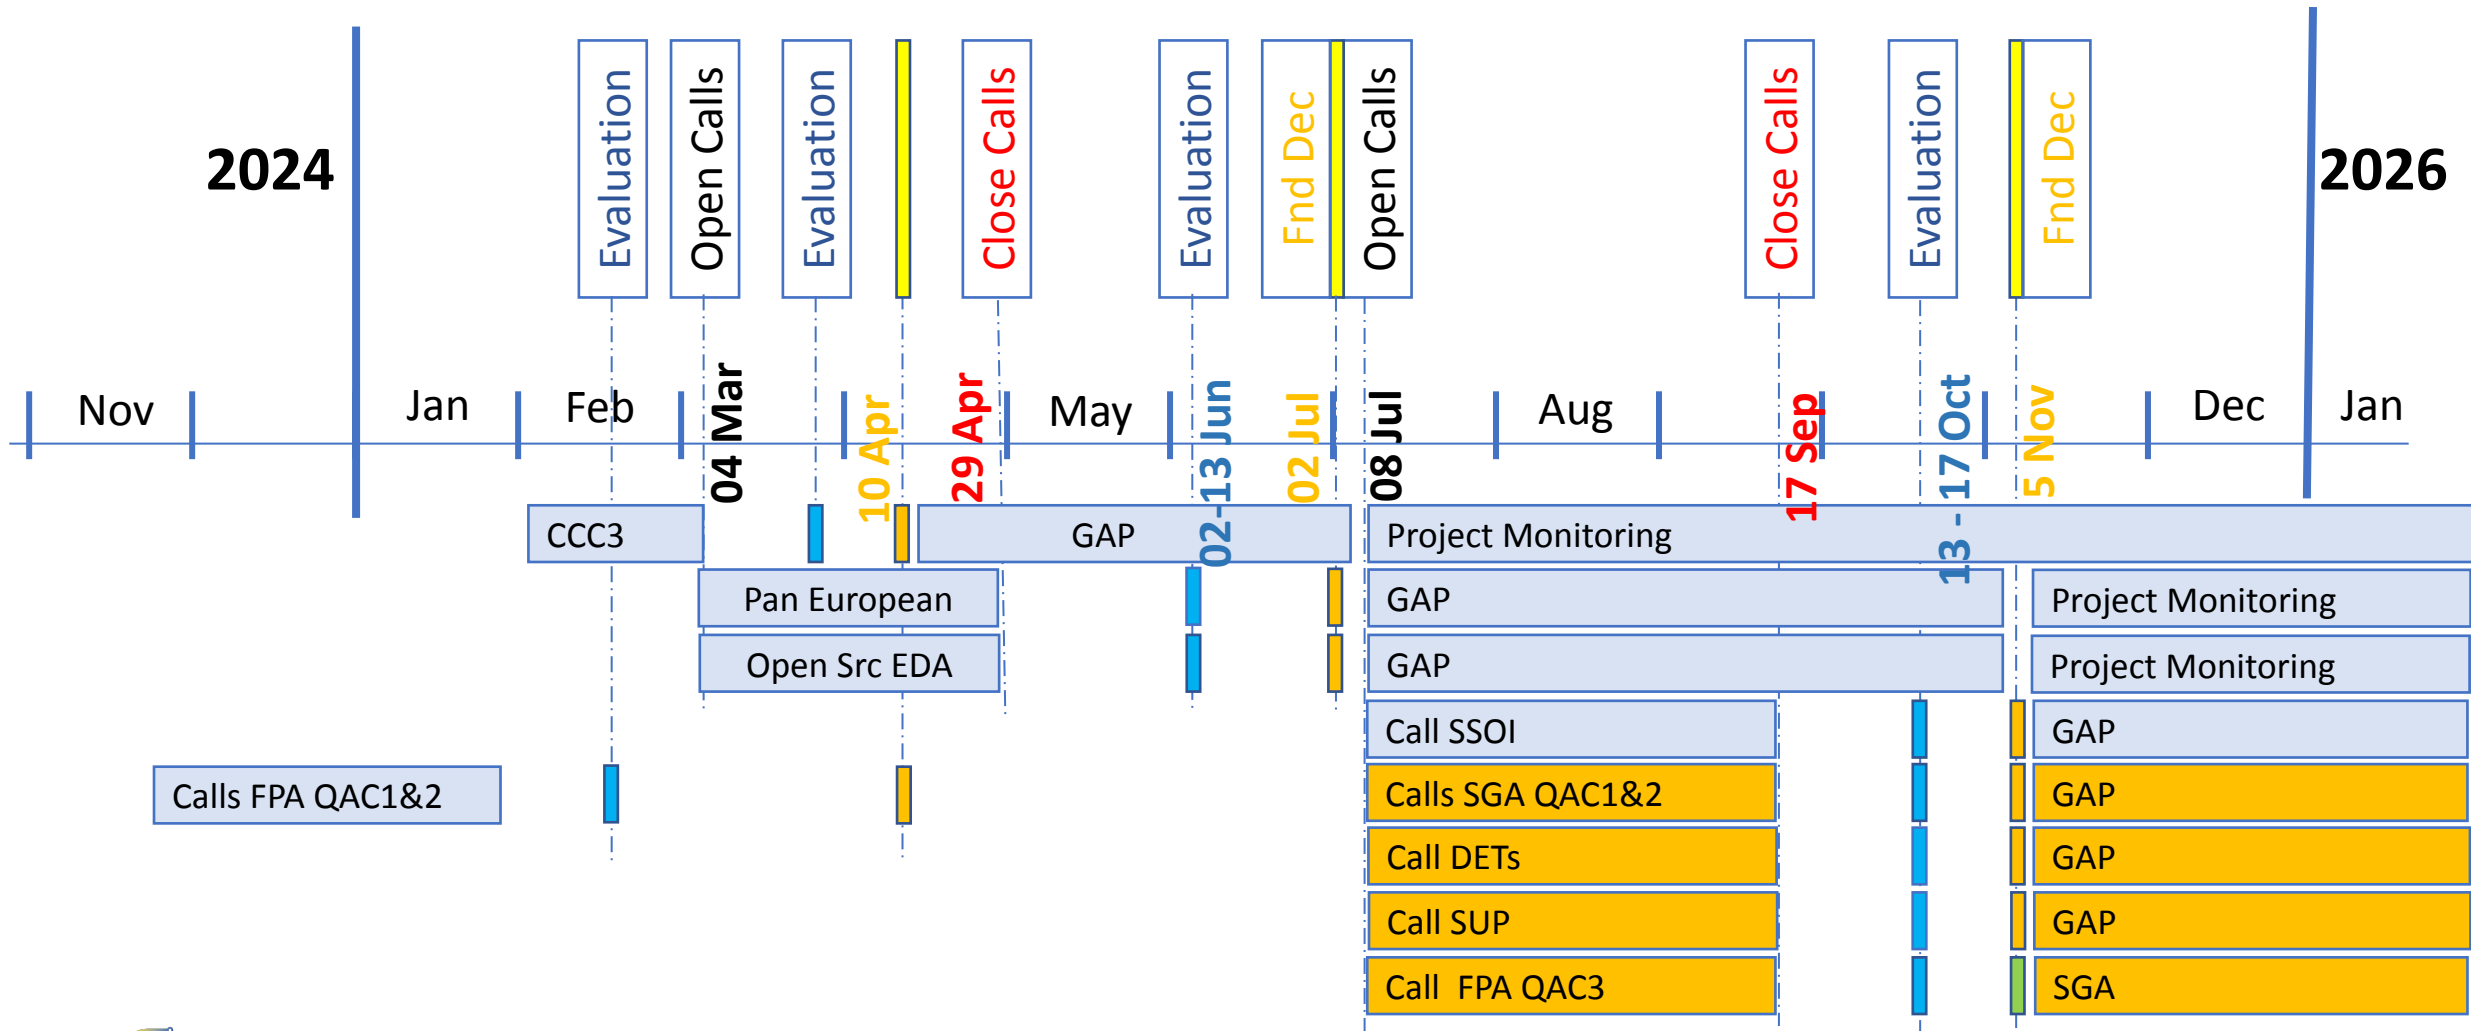 Evaluation
Open Calls
Evaluation
Close Calls
Evaluation
Fnd Dec
Open Calls
Close Calls
Evaluation
Fnd Dec
2024
2026
Nov
Jan
Feb
04 Mar
10 Apr
29 Apr
May
02-13 Jun
02 Jul
08 Jul
Aug
17 Sep
13 - 17 Oct
5 Nov
Dec
Jan
CCC3
GAP
Project Monitoring
Pan European
GAP
Project Monitoring
Open Src EDA
GAP
Project Monitoring
Call SSOI
GAP
Calls FPA QAC1&2
Calls SGA QAC1&2
GAP
Call DETs
GAP
Call SUP
GAP
Call FPA QAC3
SGA